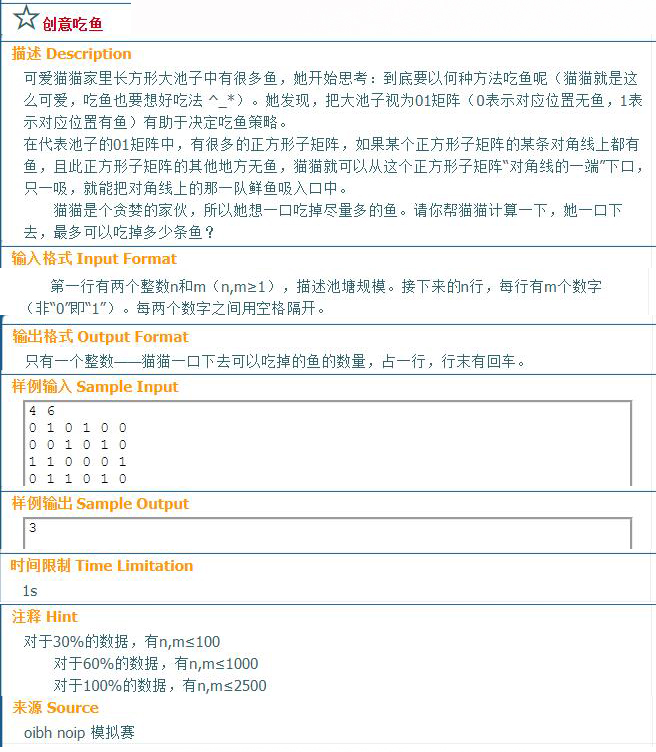 创意吃鱼
描述 Description
可爱猫猫家里长方形大池子中有很多鱼，她开始思考：到底要以何种方法吃鱼呢（猫猫就是这
么可爱，吃鱼也要想好吃法 ^_*）。她发现，把大池子视为01矩阵（0表示对应位置无鱼，1表
示对应位置有鱼）有助于决定吃鱼策略。
在代表池子的01矩阵中，有很多的正方形子矩阵，如果某个正方形子矩阵的某条对角线上都有
鱼，且此正方形子矩阵的其他地方无鱼，猫猫就可以从这个正方形子矩阵“对角线的一端”下口，
只一吸，就能把对角线上的那一队鲜鱼吸入口中。
猫猫是个贪婪的家伙，所以她想一口吃掉尽量多的鱼。请你帮猫猫计算一下，她一口下
去，最多可以吃掉多少条鱼？
输入格式 Input Format
第一行有两个整数n和m（n,m≥1），描述池塘规模。接下来的n行，每行有m个数字
（非“0”即“1”）。每两个数字之间用空格隔开。
输出格式 Output Format
只有一个整数——猫猫一口下去可以吃掉的鱼的数量，占一行，行末有回车。
样例输入 Sample Input
4 6
0 1 0 1 0 0
0 0 1 0 1 0
1 1 0 0 0 1
0 1 1 0 1 0
样例输出 Sample Output
3
时间限制 Time Limitation
1s
注释 Hint
对于30%的数据，有n,m≤100
对于60%的数据，有n,m≤1000
对于100%的数据，有n,m≤2500
来源 Source
oibh noip 模拟赛